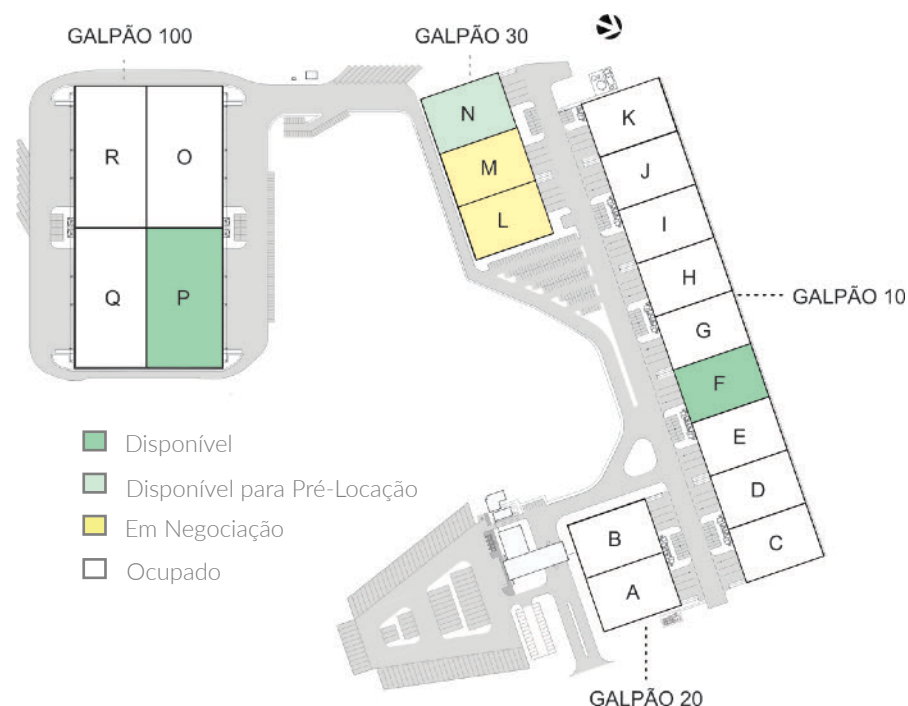 GALPÃO 100
GALPÃO 30
N
M
L
K
J
I
H
G
F
E
D
C
R O
Q P
GALPÃO 10
Disponível
Disponível para Pré-Locação
Em Negociação
Ocupado
B
A
GALPÃO 20